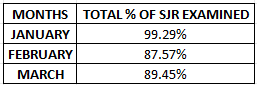 MONTHS TOTAL % OF SJR EXAMINED
JANUARY 99.29%
FEBRUARY 87.57%
MARCH 89.45%